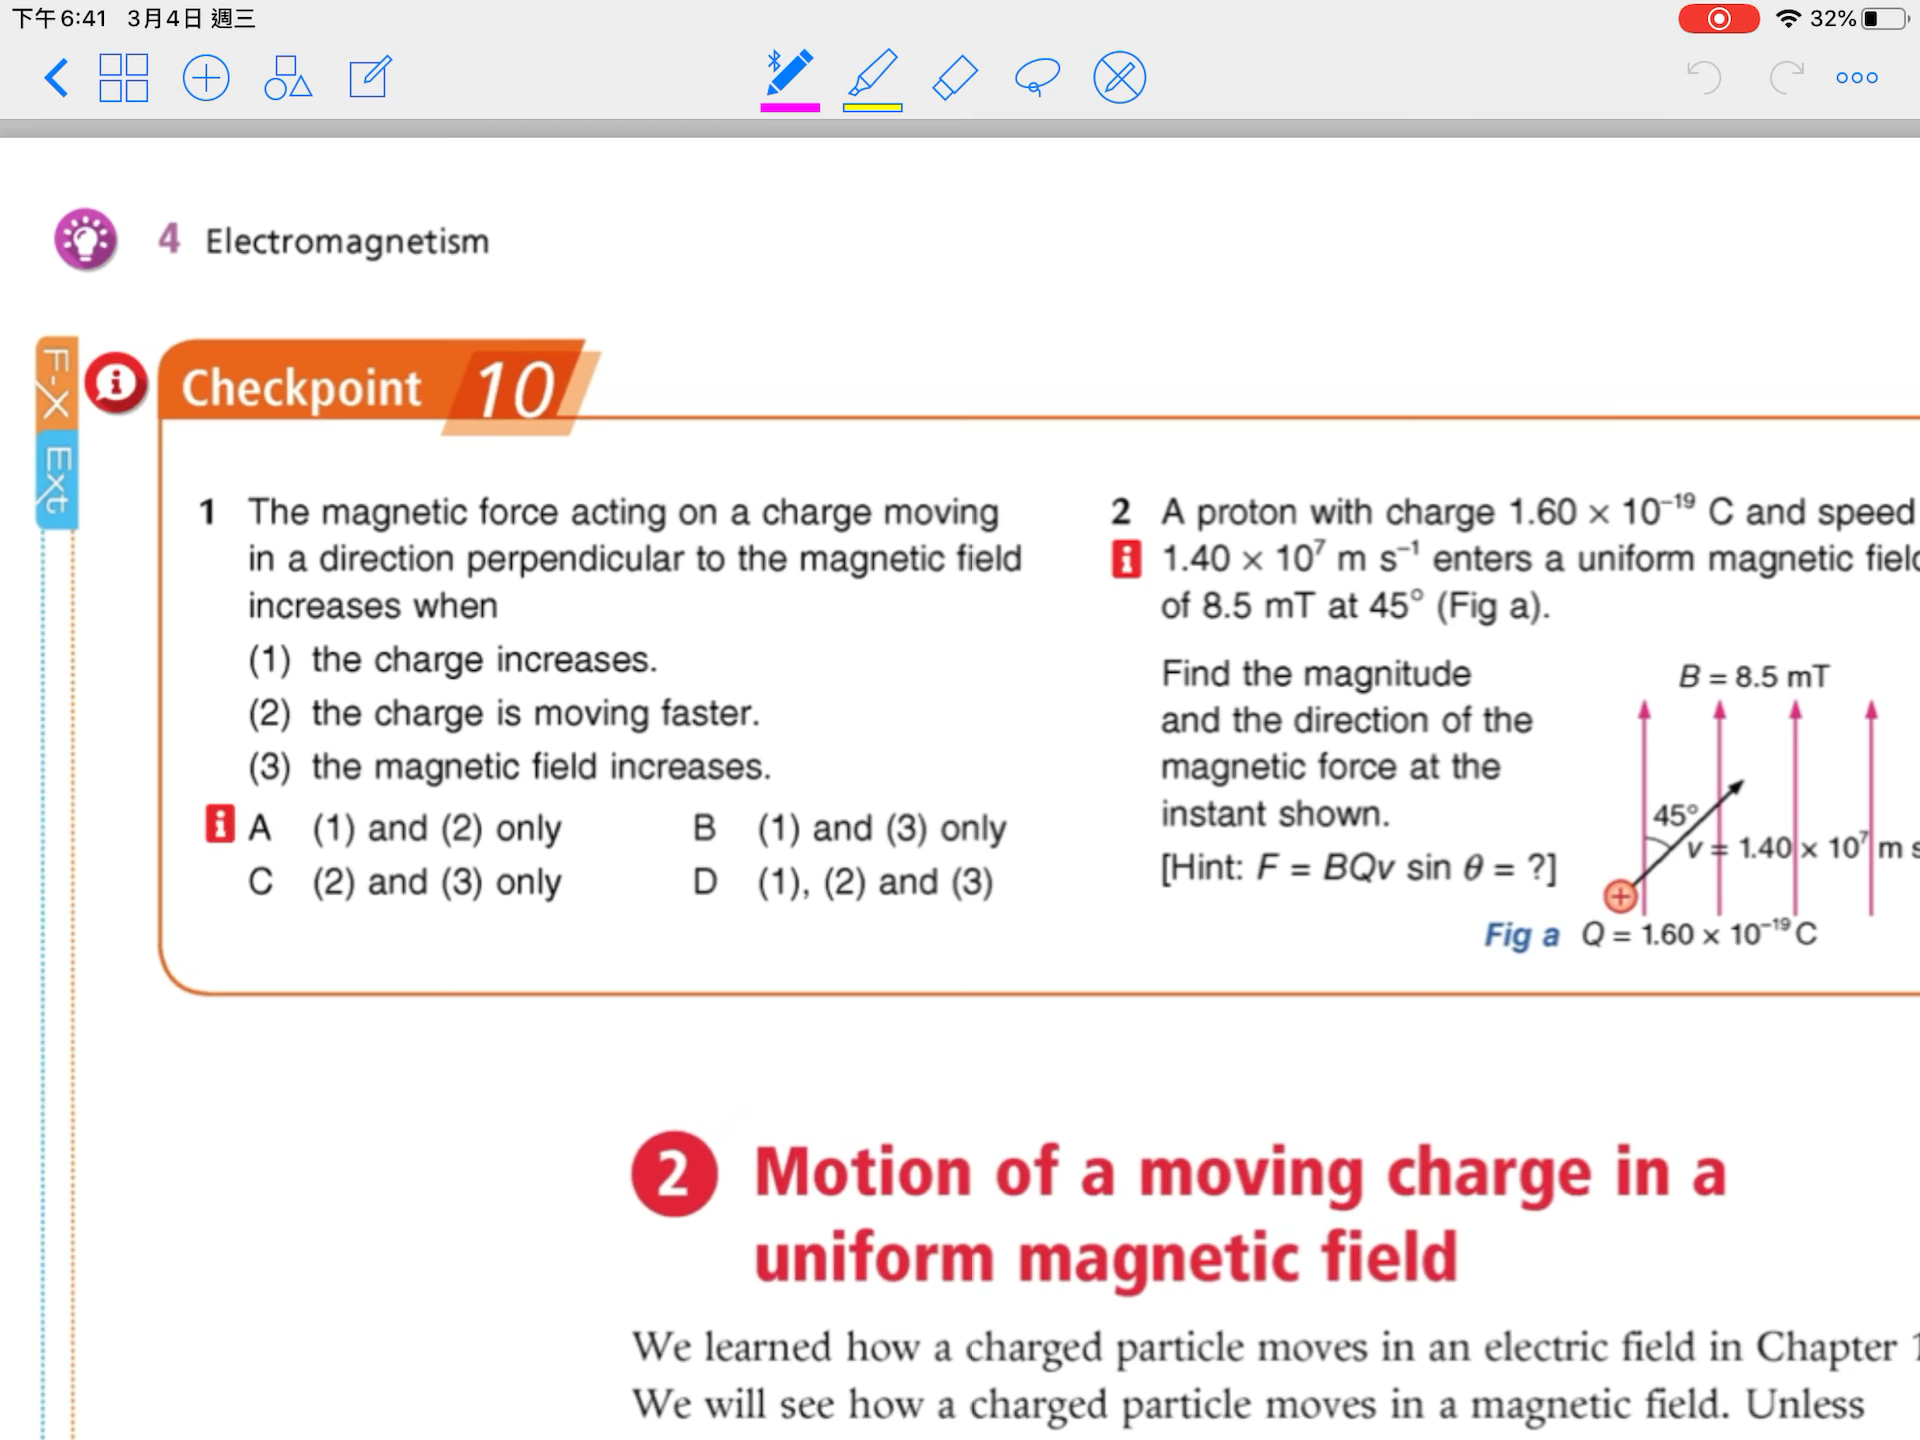 下午6:41 3月4日 週三
32%
4 Electromagnetism
F-X
Ext
Checkpoint 10
1 The magnetic force acting on a charge moving
in a direction perpendicular to the magnetic field
increases when
(1) the charge increases.
(2) the charge is moving faster.
(3) the magnetic field increases.
A (1) and (2) only
B (1) and (3) only
C (2) and (3) only
D (1), (2) and (3)
2 A proton with charge 1.60 × 10⁻¹⁹ C and speed
1.40 × 10⁷ m s⁻¹ enters a uniform magnetic field
of 8.5 mT at 45° (Fig a).
Find the magnitude
and the direction of the
magnetic force at the
instant shown.
[Hint: F = BQv sin θ = ?]
B = 8.5 mT
45°
v = 1.40 × 10⁷ m s
Fig a Q = 1.60 × 10⁻¹⁹ C
2 Motion of a moving charge in a
uniform magnetic field
We learned how a charged particle moves in an electric field in Chapter 1
We will see how a charged particle moves in a magnetic field. Unless